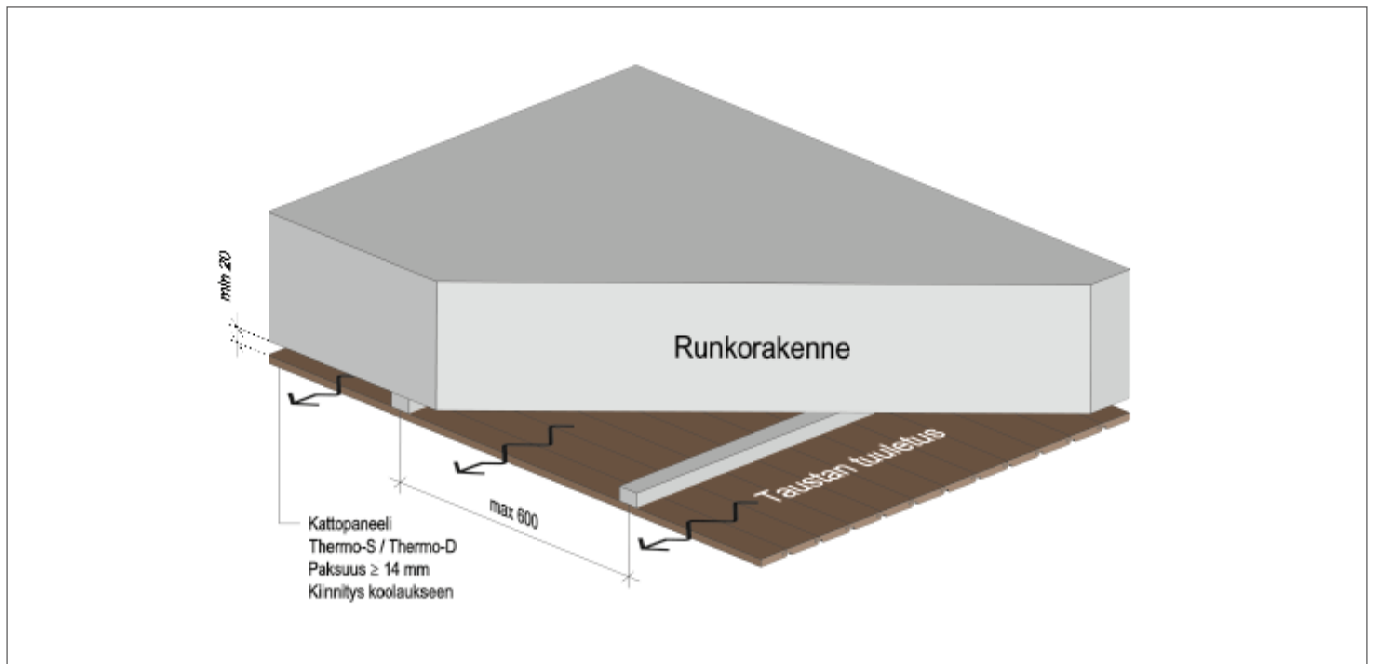 min 20
Runkorakenne
Taustan tuuletus
max 600
Kattopaneeli
Thermo-S / Thermo-D
Paksuus ≥ 14 mm
Kiinnitys koolaukseen